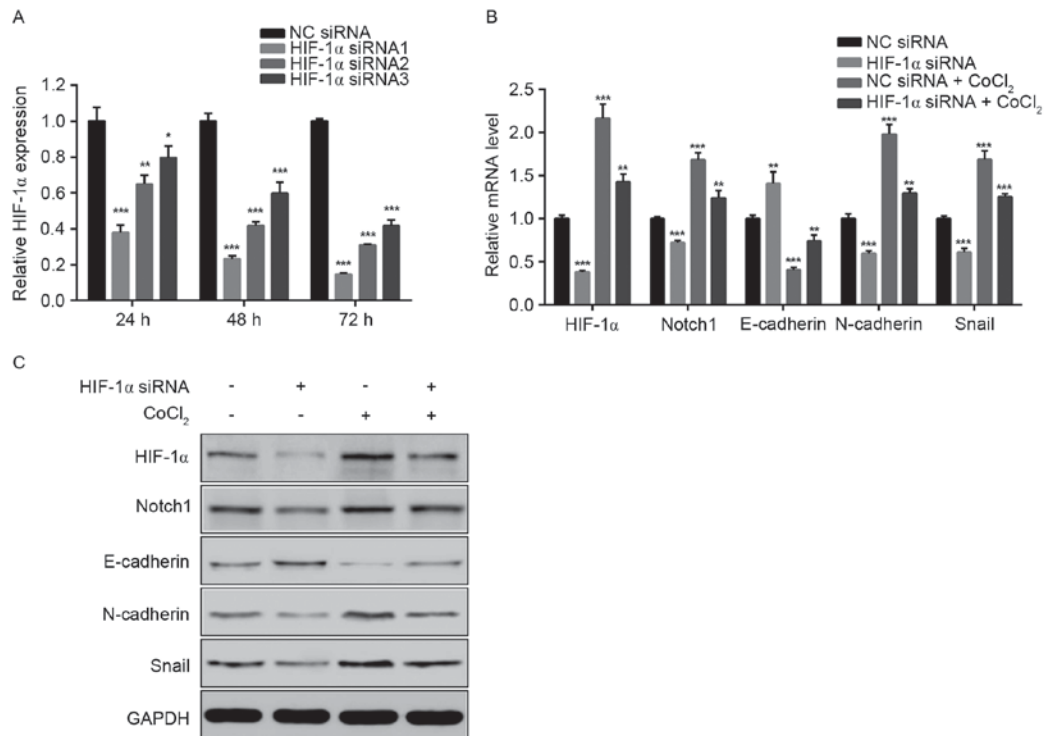 A
NC siRNA
HIF-1α siRNA1
HIF-1α siRNA2
HIF-1α siRNA3
Relative HIF-1α expression
1.2
1.0
0.8
0.6
0.4
0.2
0.0
***
**
*
***
***
***
***
***
***
24 h
48 h
72 h
B
NC siRNA
HIF-1α siRNA
NC siRNA + CoCl₂
HIF-1α siRNA + CoCl₂
Relative mRNA level
2.5
2.0
1.5
1.0
0.5
0.0
***
***
**
***
***
**
**
***
**
***
***
**
***
***
***
HIF-1α
Notch1
E-cadherin
N-cadherin
Snail
C
HIF-1α siRNA - + - +
CoCl₂ - - + +
HIF-1α
Notch1
E-cadherin
N-cadherin
Snail
GAPDH